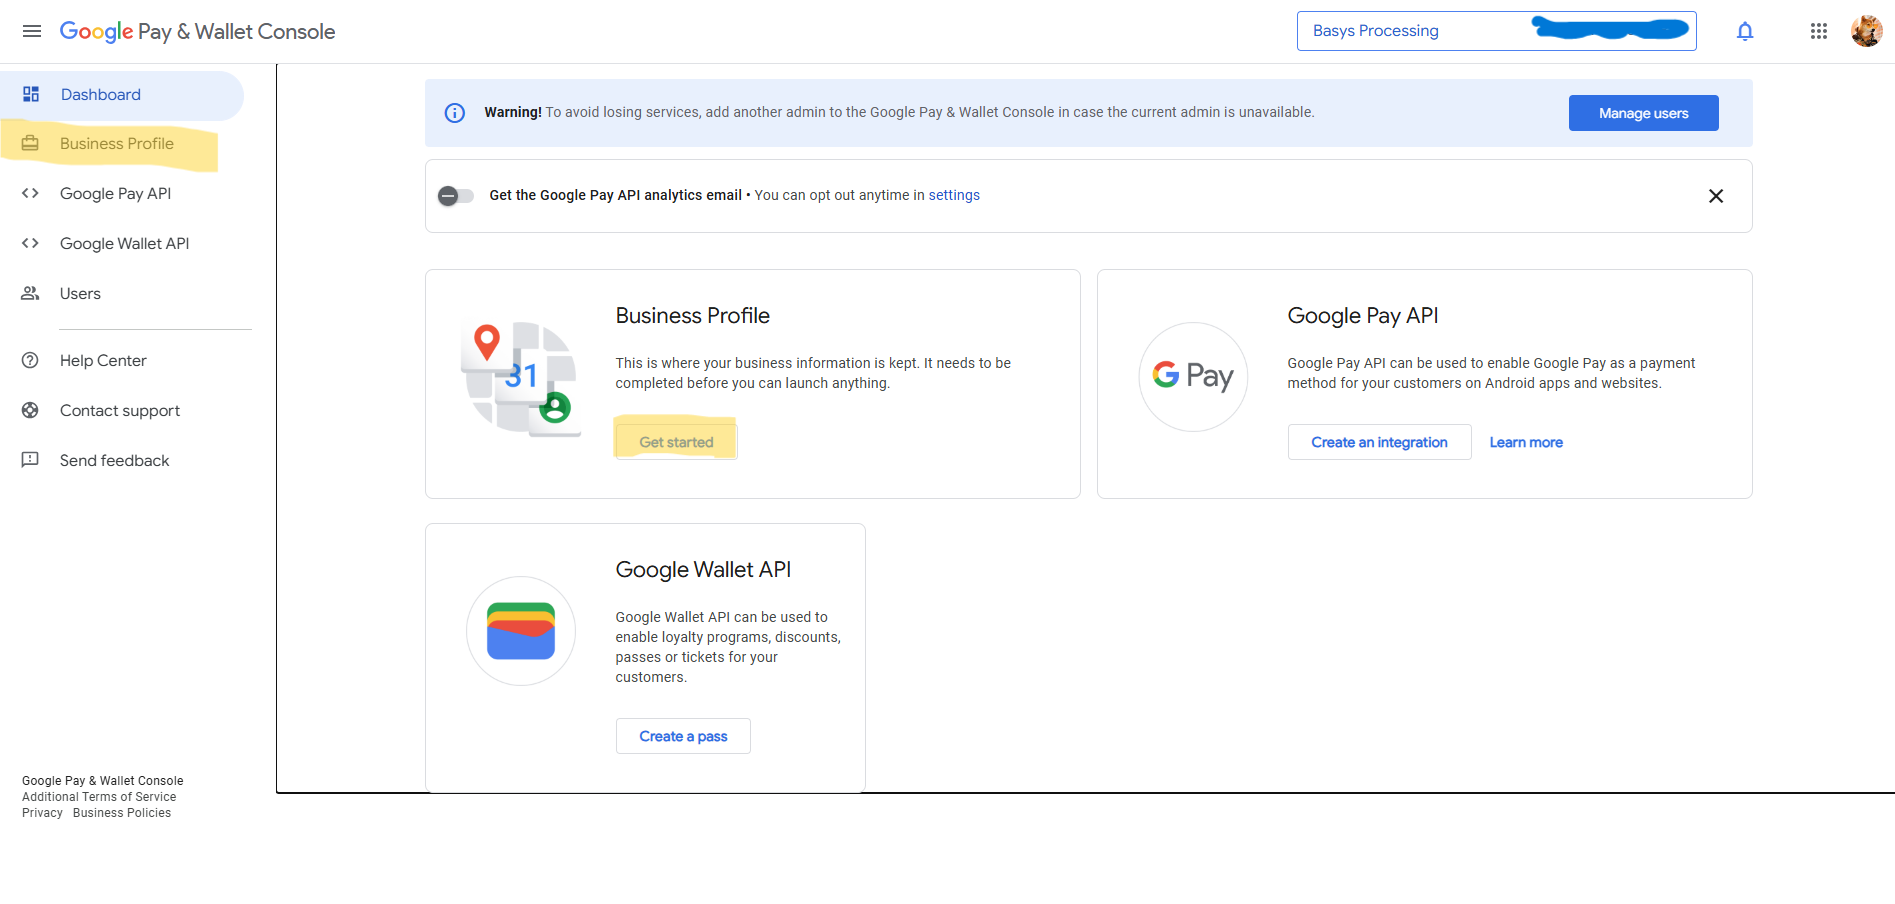 Google Pay & Wallet Console
Basys Processing
Dashboard
Business Profile
Google Pay API
Google Wallet API
Users
Help Center
Contact support
Send feedback
Warning! To avoid losing services, add another admin to the Google Pay & Wallet Console in case the current admin is unavailable.
Manage users
Get the Google Pay API analytics email • You can opt out anytime in settings
31
Business Profile
This is where your business information is kept. It needs to be
completed before you can launch anything.
Get started
G Pay
Google Pay API
Google Pay API can be used to enable Google Pay as a payment
method for your customers on Android apps and websites.
Create an integration
Learn more
Google Wallet API
Google Wallet API can be used to
enable loyalty programs, discounts,
passes or tickets for your
customers.
Create a pass
Google Pay & Wallet Console
Additional Terms of Service
Privacy Business Policies